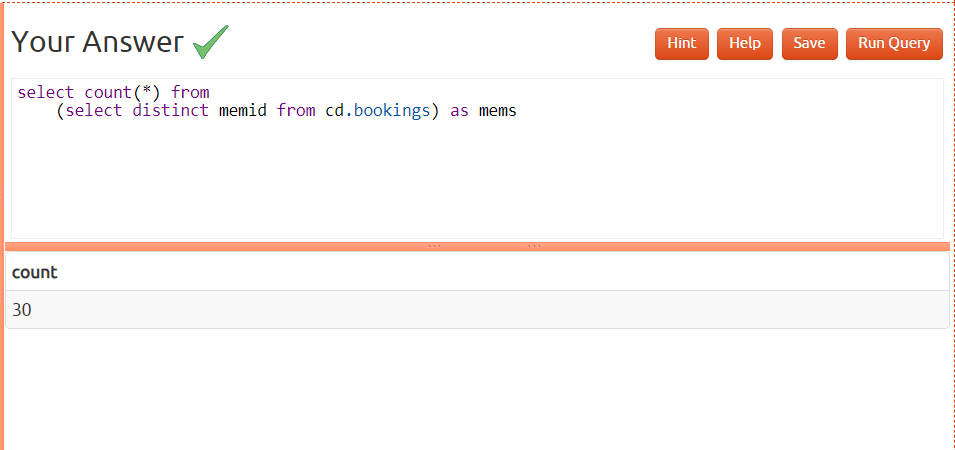 Your Answer
Hint Help Save Run Query
select count(*) from
(select distinct memid from cd.bookings) as mems
count
30